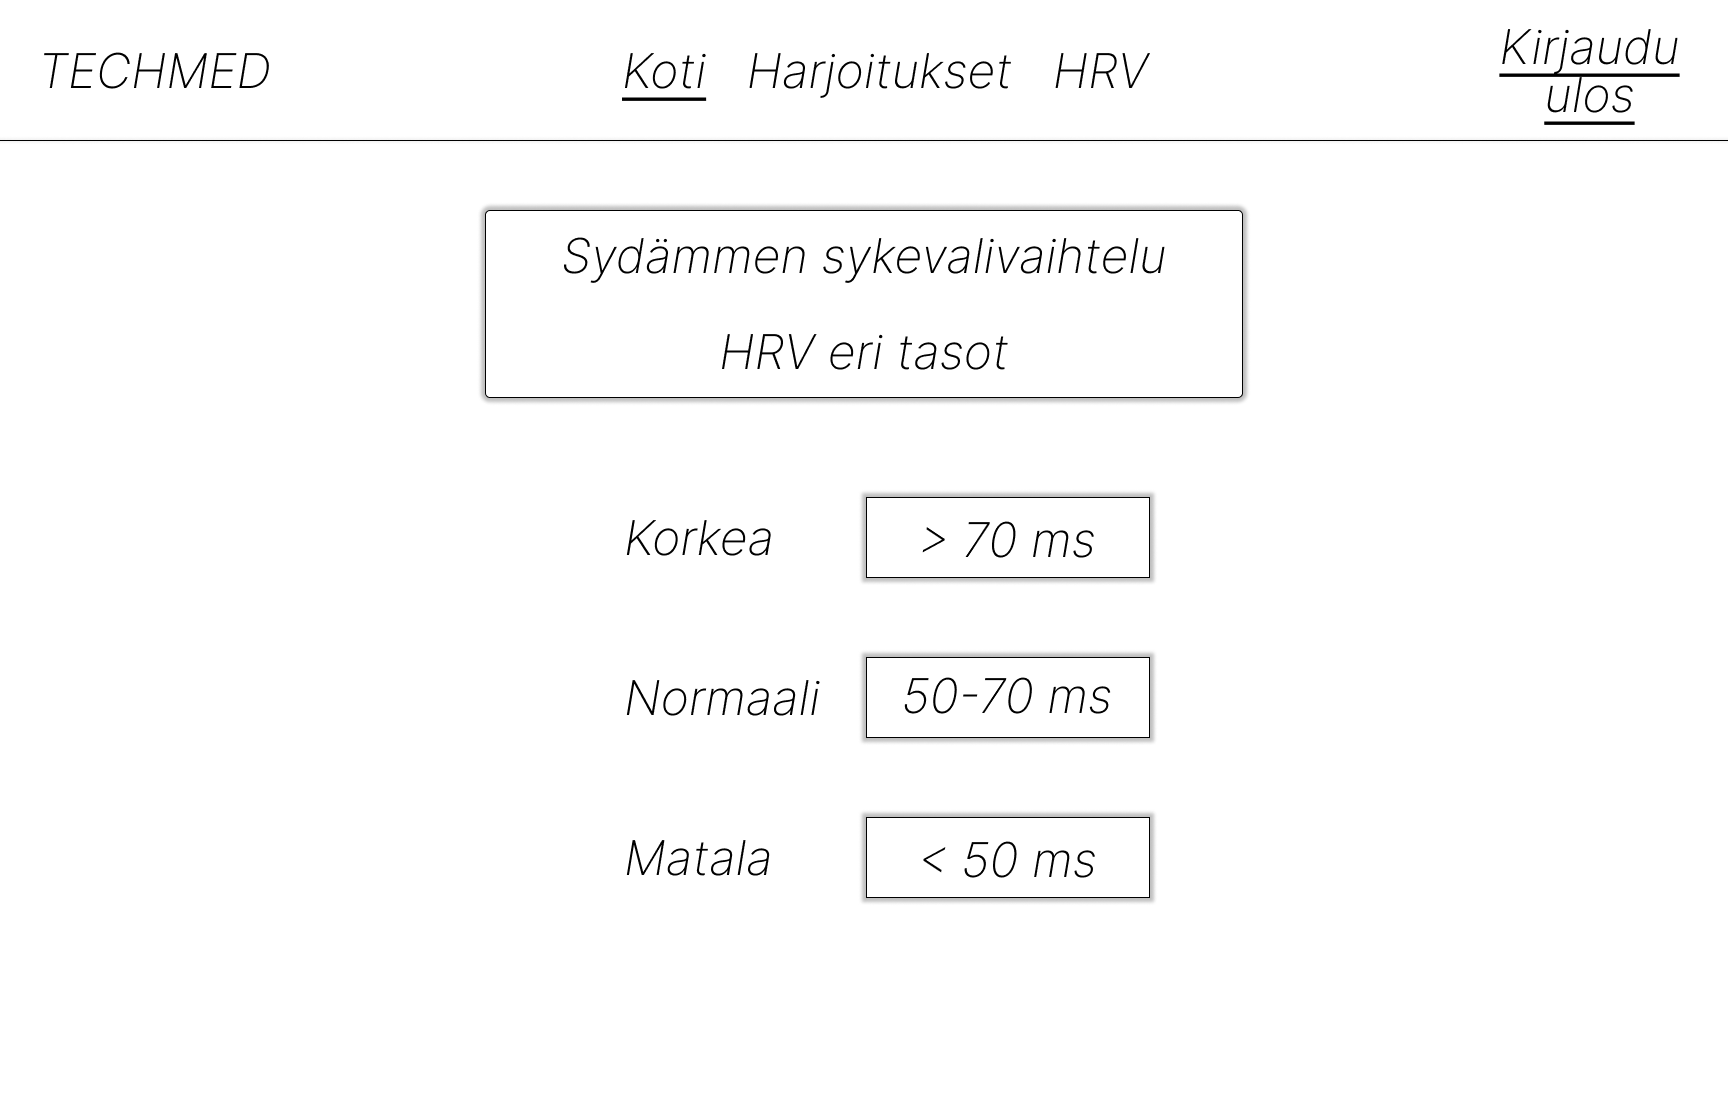 TECHMED
Koti Harjoitukset HRV
Kirjaudu
ulos
Sydämmen sykevalivaihtelu
HRV eri tasot
Korkea > 70 ms
Normaali 50-70 ms
Matala < 50 ms